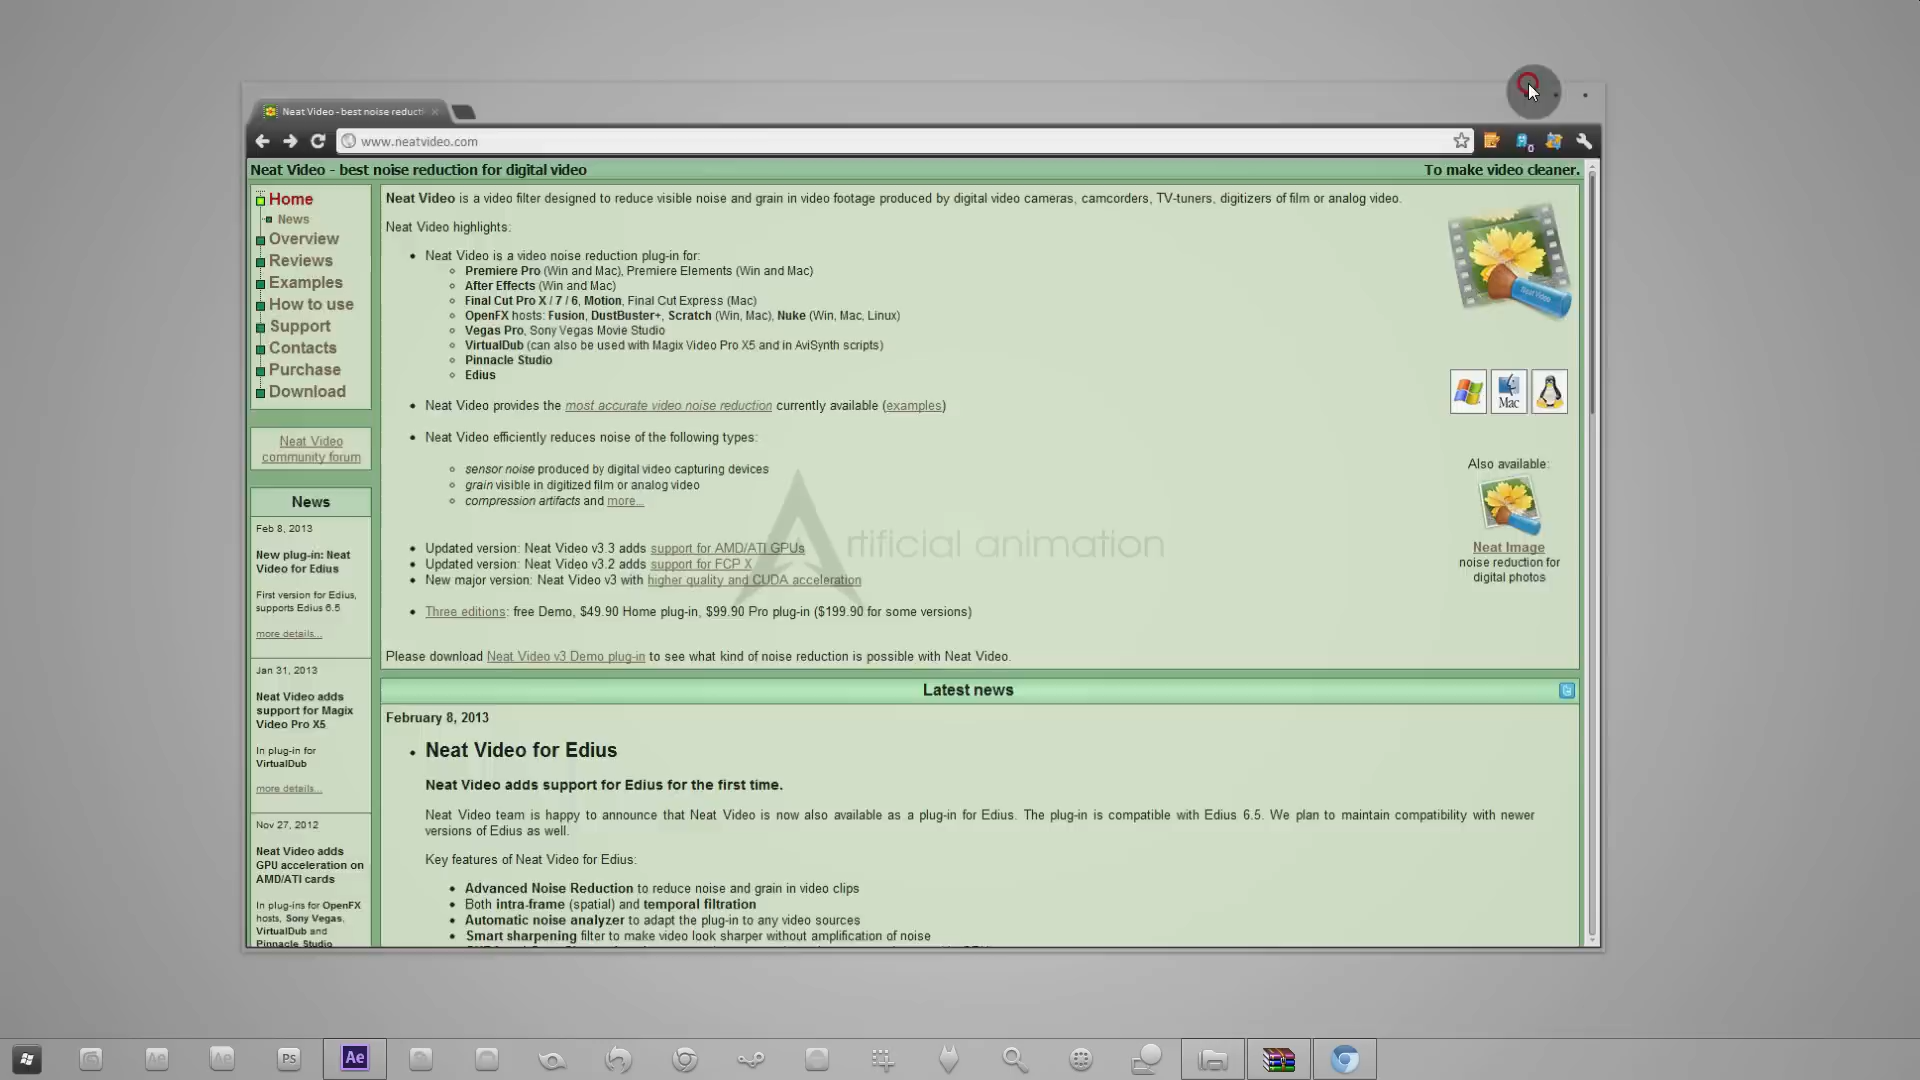 Neat Video - best noise reducti
www.neatvideo.com
Neat Video - best noise reduction for digital video
To make video cleaner.
Home
News
Overview
Reviews
Examples
How to use
Support
Contacts
Purchase
Download
Neat Video
community forum
News
Feb 8, 2013
New plug-in: Neat
Video for Edius
First version for Edius,
supports Edius 6.5
more details...
Jan 31, 2013
Neat Video adds
support for Magix
Video Pro X5
In plug-in for
VirtualDub
more details...
Nov 27, 2012
Neat Video adds
GPU acceleration on
AMD/ATI cards
In plug-ins for OpenFX
hosts, Sony Vegas,
VirtualDub and
Pinnacle Studio
Neat Video is a video filter designed to reduce visible noise and grain in video footage produced by digital video cameras, camcorders, TV-tuners, digitizers of film or analog video.
Neat Video highlights:
Neat Video is a video noise reduction plug-in for:
Premiere Pro (Win and Mac), Premiere Elements (Win and Mac)
After Effects (Win and Mac)
Final Cut Pro X / 7 / 6, Motion, Final Cut Express (Mac)
OpenFX hosts: Fusion, DustBuster+, Scratch (Win, Mac), Nuke (Win, Mac, Linux)
Vegas Pro, Sony Vegas Movie Studio
VirtualDub (can also be used with Magix Video Pro X5 and in AviSynth scripts)
Pinnacle Studio
Edius
Neat Video provides the most accurate video noise reduction currently available (examples)
Neat Video efficiently reduces noise of the following types:
sensor noise produced by digital video capturing devices
grain visible in digitized film or analog video
compression artifacts and more...
Updated version: Neat Video v3.3 adds support for AMD/ATI GPUs
Updated version: Neat Video v3.2 adds support for FCP X
New major version: Neat Video v3 with higher quality and CUDA acceleration
Three editions: free Demo, $49.90 Home plug-in, $99.90 Pro plug-in ($199.90 for some versions)
Please download Neat Video v3 Demo plug-in to see what kind of noise reduction is possible with Neat Video.
Neat Video
Mac
Also available:
Neat Image
noise reduction for
digital photos
Artificial animation
Latest news
February 8, 2013
Neat Video for Edius
Neat Video adds support for Edius for the first time.
Neat Video team is happy to announce that Neat Video is now also available as a plug-in for Edius. The plug-in is compatible with Edius 6.5. We plan to maintain compatibility with newer
versions of Edius as well.
Key features of Neat Video for Edius:
Advanced Noise Reduction to reduce noise and grain in video clips
Both intra-frame (spatial) and temporal filtration
Automatic noise analyzer to adapt the plug-in to any video sources
Smart sharpening filter to make video look sharper without amplification of noise
Ae
Ae
PS
Ae